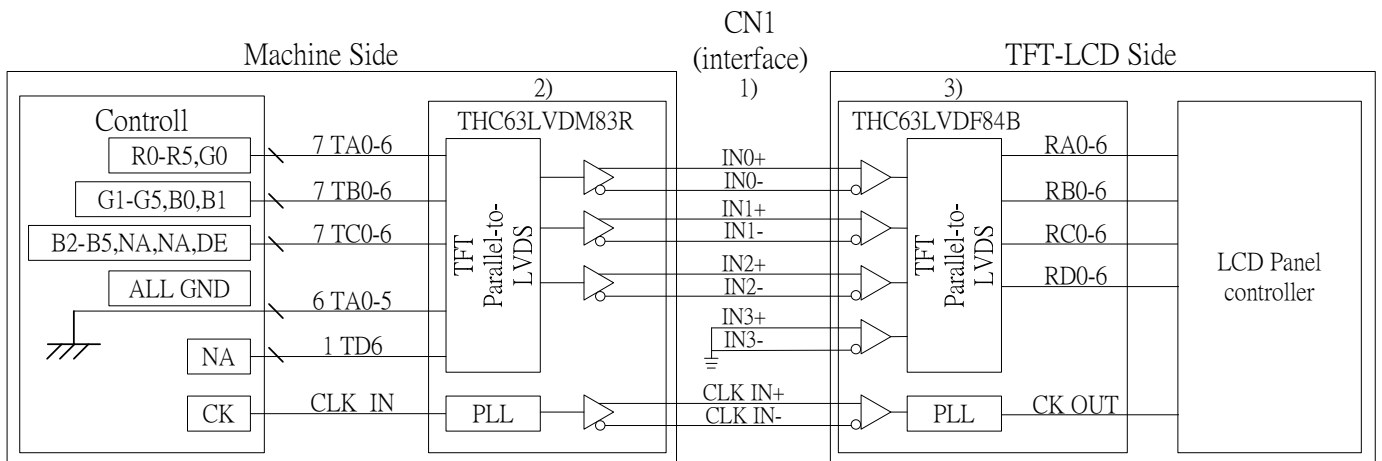 CN1
(interface)
1)
Machine Side
TFT-LCD Side
2)
3)
Controll
THC63LVDM83R
THC63LVDF84B
R0-R5,G0
7 TA0-6
IN0+
IN0-
RA0-6
G1-G5,B0,B1
7 TB0-6
IN1+
IN1-
RB0-6
B2-B5,NA,NA,DE
7 TC0-6
IN2+
IN2-
RC0-6
TFT
Parallel-to-
LVDS
TFT
Parallel-to-
LVDS
RD0-6
LCD Panel
controller
ALL GND
6 TA0-5
IN3+
IN3-
NA
1 TD6
CK
CLK IN
PLL
CLK IN+
CLK IN-
PLL
CK OUT